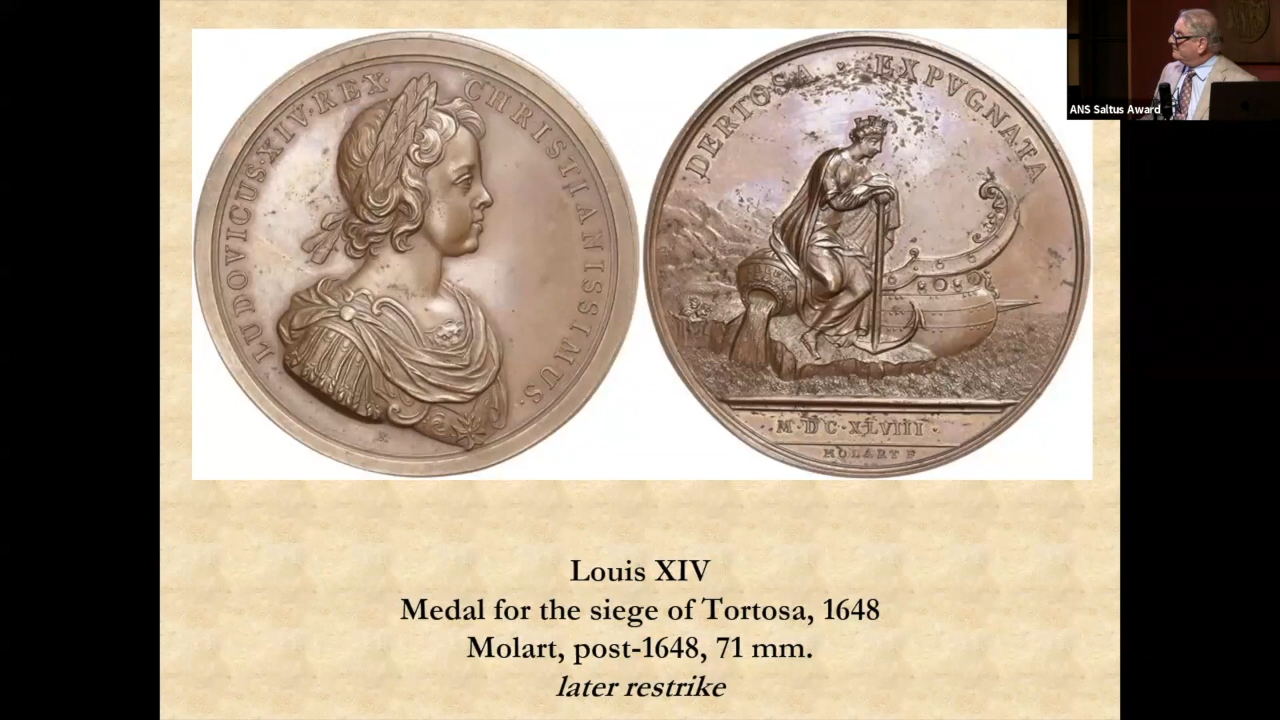 LUDOVICUS·XIV·REX CHRISTIANISSIMUS.
DERTOSA · EXPVGNATA
M·DC·XLVIII·
MOLART F
ANS Saltus Award
Louis XIV
Medal for the siege of Tortosa, 1648
Molart, post-1648, 71 mm.
later restrike